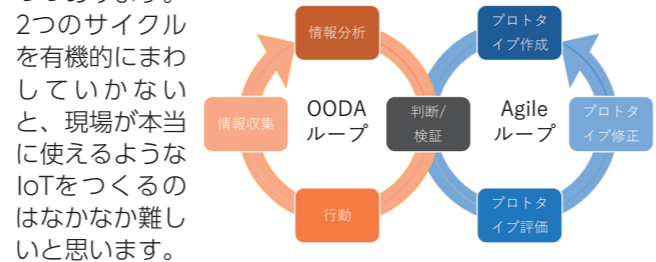 2つのサイクル
を有機的にまわ
していかない
と、現場が本当
に使えるような
IoTをつくるの
はなかなか難し
いと思います。
情報分析
情報収集
OODA
ループ
行動
判断/
検証
プロトタ
イプ作成
Agile
ループ
プロトタ
イプ修正
プロトタ
イプ評価